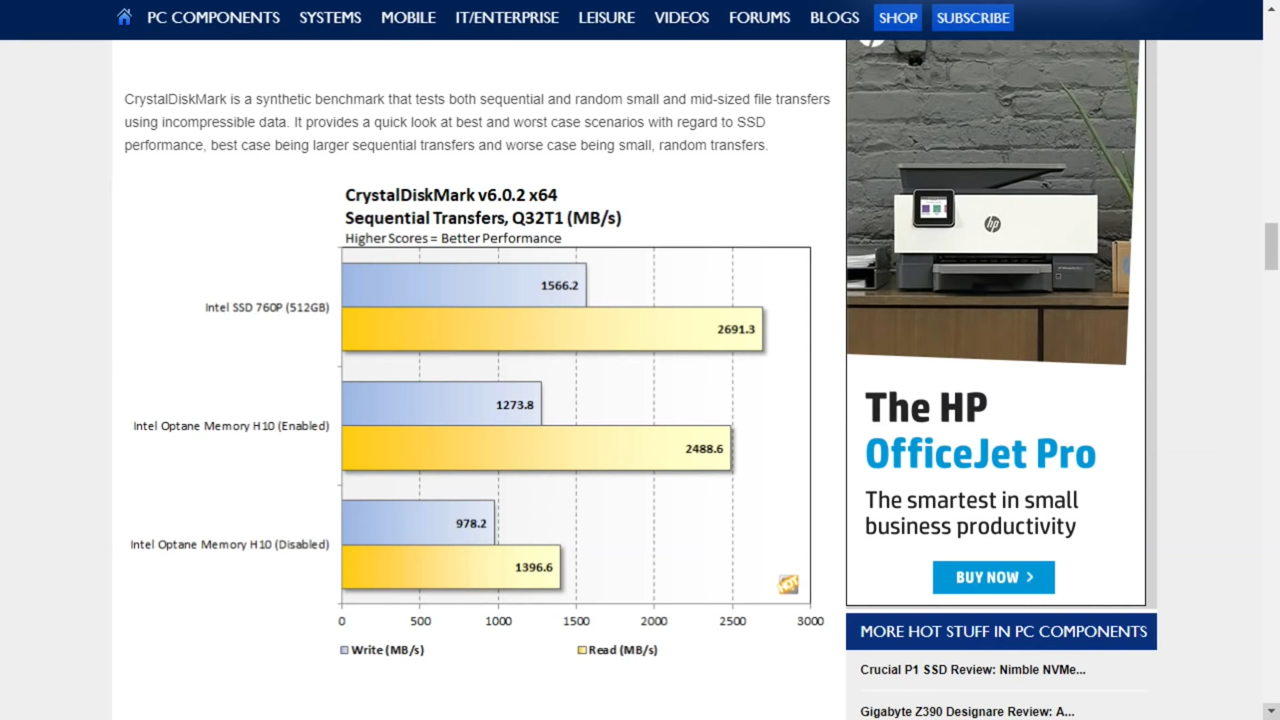 PC COMPONENTS SYSTEMS MOBILE IT/ENTERPRISE LEISURE VIDEOS FORUMS BLOGS SHOP SUBSCRIBE
CrystalDiskMark is a synthetic benchmark that tests both sequential and random small and mid-sized file transfers
using incompressible data. It provides a quick look at best and worst case scenarios with regard to SSD
performance, best case being larger sequential transfers and worse case being small, random transfers.
CrystalDiskMark v6.0.2 x64
Sequential Transfers, Q32T1 (MB/s)
Higher Scores = Better Performance
Intel SSD 760P (512GB)
1566.2
2691.3
Intel Optane Memory H10 (Enabled)
1273.8
2488.6
Intel Optane Memory H10 (Disabled)
978.2
1396.6
HOT
0 500 1000 1500 2000 2500 3000
Write (MB/s) Read (MB/s)
hp
The HP
OfficeJet Pro
The smartest in small
business productivity
BUY NOW >
MORE HOT STUFF IN PC COMPONENTS
Crucial P1 SSD Review: Nimble NVMe...
Gigabyte Z390 Designare Review: A...